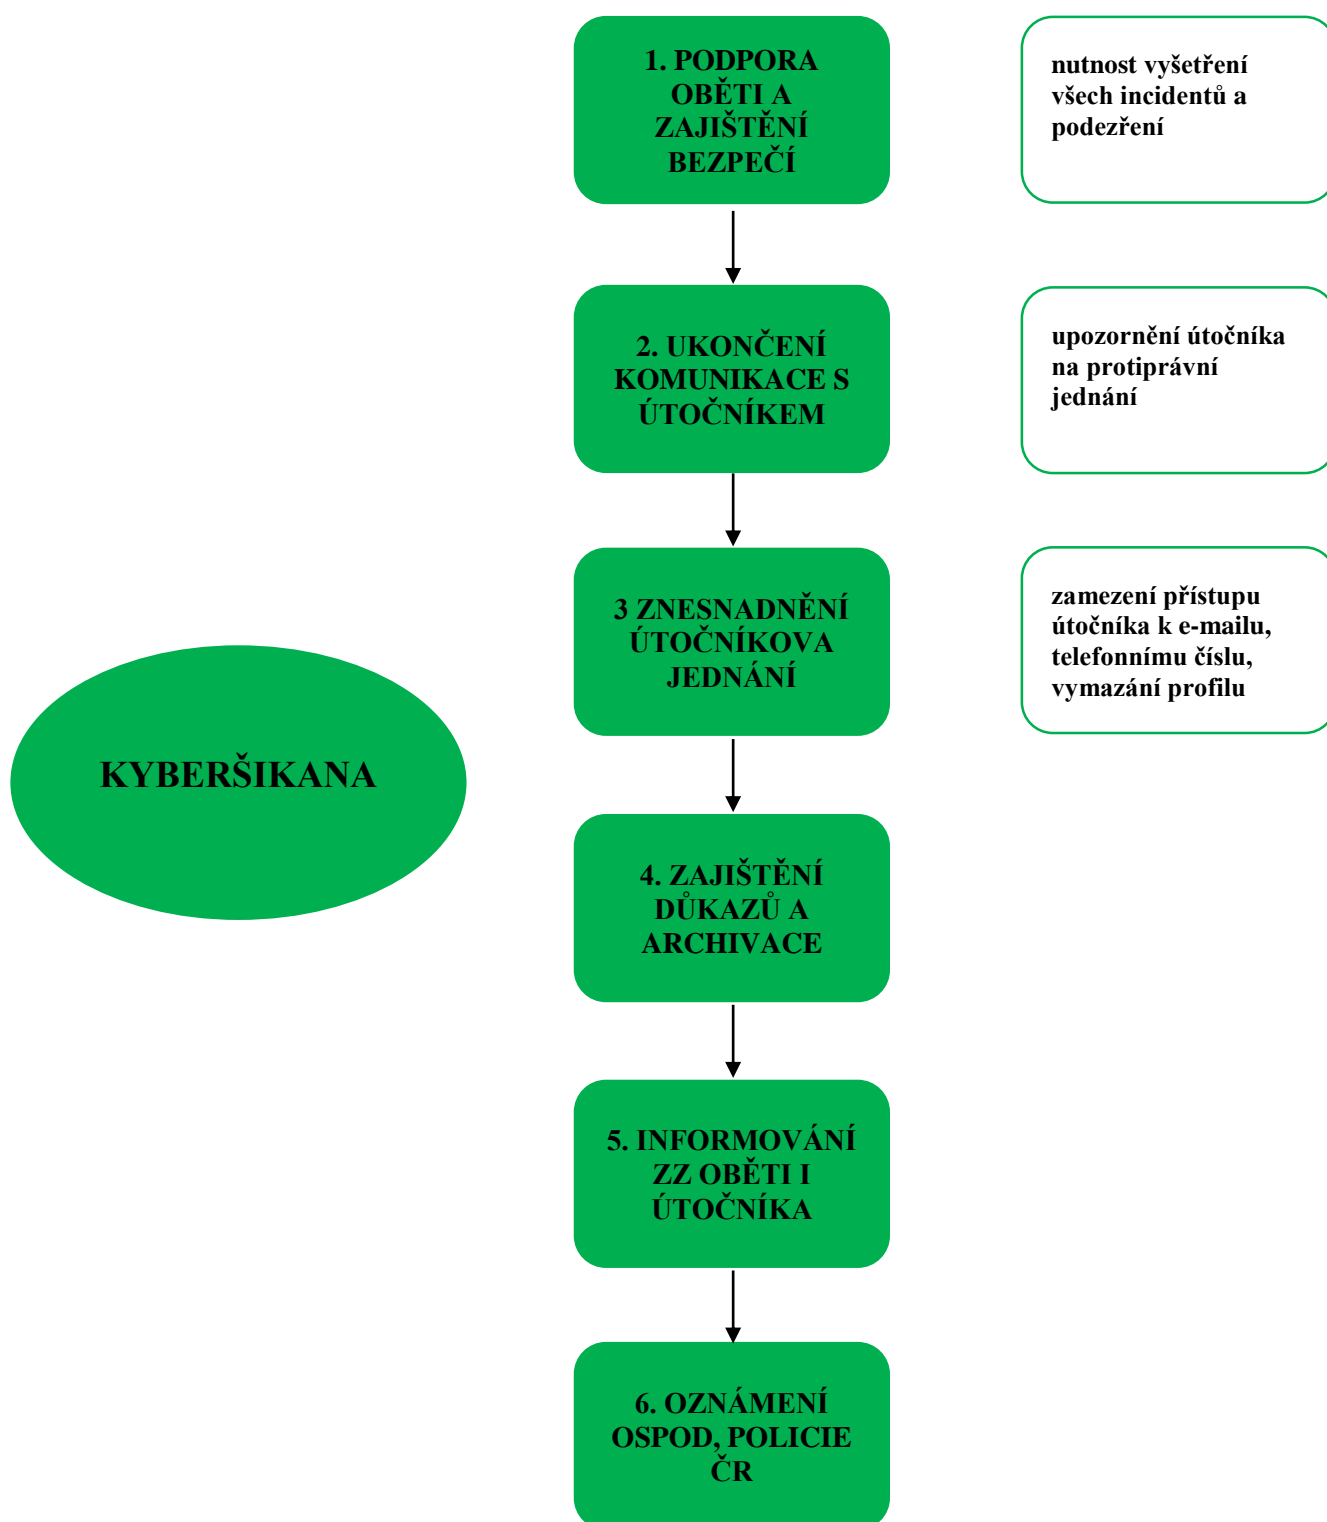 1. PODPORA
OBĚTI A
ZAJIŠTĚNÍ
BEZPEČÍ
nutnost vyšetření
všech incidentů a
podezření
2. UKONČENÍ
KOMUNIKACE S
ÚTOČNÍKEM
upozornění útočníka
na protiprávní
jednání
3 ZNESNADNĚNÍ
ÚTOČNÍKOVA
JEDNÁNÍ
zamezení přístupu
útočníka k e-mailu,
telefonnímu číslu,
vymazání profilu
KYBERŠIKANA
4. ZAJIŠTĚNÍ
DŮKAZŮ A
ARCHIVACE
5. INFORMOVÁNÍ
ZZ OBĚTI I
ÚTOČNÍKA
6. OZNÁMENÍ
OSPOD, POLICIE
ČR